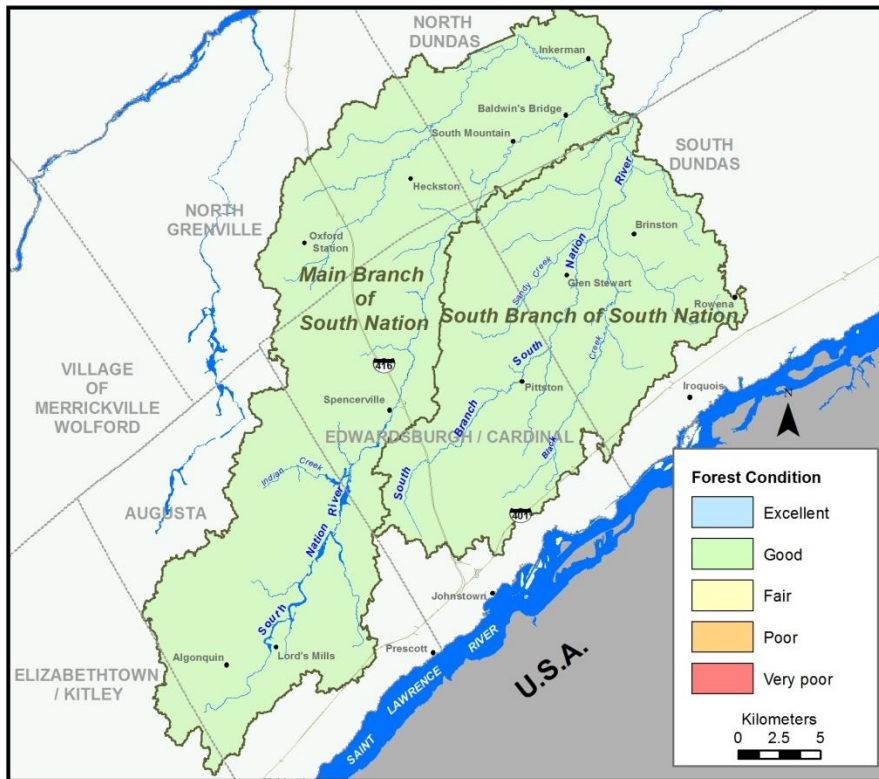 NORTH
DUNDAS
Inkerman
Baldwin's Bridge
South Mountain
SOUTH
DUNDAS
Heckston
NORTH
GRENVILLE
Oxford
Station
River
Brinston
Main Branch
of
South Nation
Sandy Creek
Nation
Glen Stewart
Rowena
South Branch of South Nation
416
South
Creek
VILLAGE
OF
MERRICKVILLE
WOLFORD
Pittston
Iroquois
N
Spencerville
Branch
EDWARDSBURGH / CARDINAL
Black
South
Indian Creek
River
AUGUSTA
401
Nation
Johnstown
South
Algonquin
Lord's Mills
Prescott
ELIZABETHTOWN
/ KITLEY
SAINT LAWRENCE RIVER
U.S.A.
Forest Condition
Excellent
Good
Fair
Poor
Very poor
Kilometers
0 2.5 5